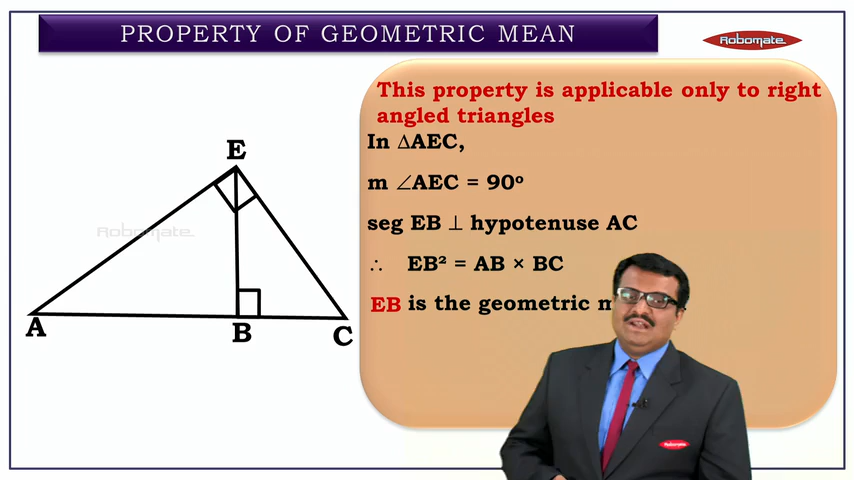 PROPERTY OF GEOMETRIC MEAN
Robomate
This property is applicable only to right
angled triangles
In ∆AEC,
m ∠AEC = 90º
seg EB ⊥ hypotenuse AC
∴ EB² = AB × BC
EB is the geometric
E
Robomate
A
B
C
Robomate